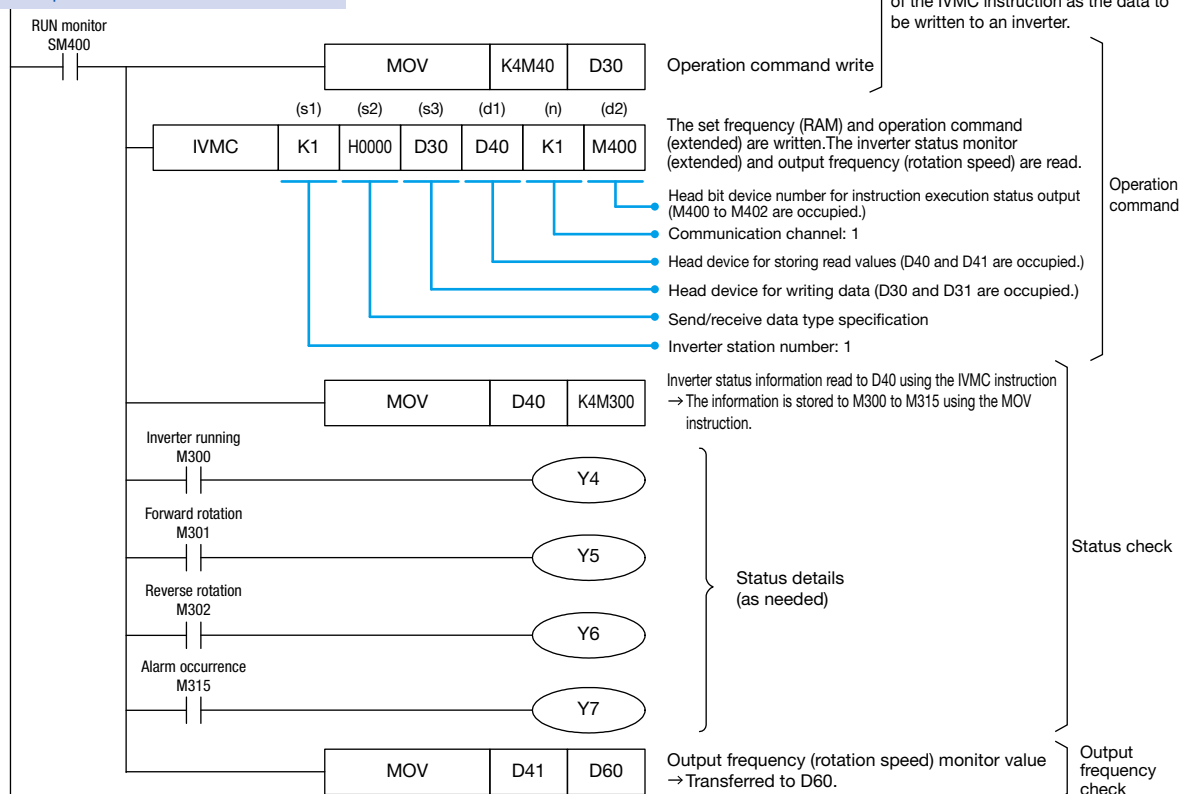 of the IVMC instruction as the data to
be written to an inverter.
RUN monitor
SM400
MOV K4M40 D30
Operation command write
(s1) (s2) (s3) (d1) (n) (d2)
IVMC K1 H0000 D30 D40 K1 M400
The set frequency (RAM) and operation command
(extended) are written.The inverter status monitor
(extended) and output frequency (rotation speed) are read.
Head bit device number for instruction execution status output
(M400 to M402 are occupied.)
Communication channel: 1
Head device for storing read values (D40 and D41 are occupied.)
Head device for writing data (D30 and D31 are occupied.)
Send/receive data type specification
Inverter station number: 1
Operation
command
MOV D40 K4M300
Inverter status information read to D40 using the IVMC instruction
→The information is stored to M300 to M315 using the MOV
instruction.
Inverter running
M300
Y4
Forward rotation
M301
Y5
Reverse rotation
M302
Y6
Alarm occurrence
M315
Y7
Status details
(as needed)
Status check
MOV D41 D60
Output frequency (rotation speed) monitor value
→Transferred to D60.
Output
frequency
check